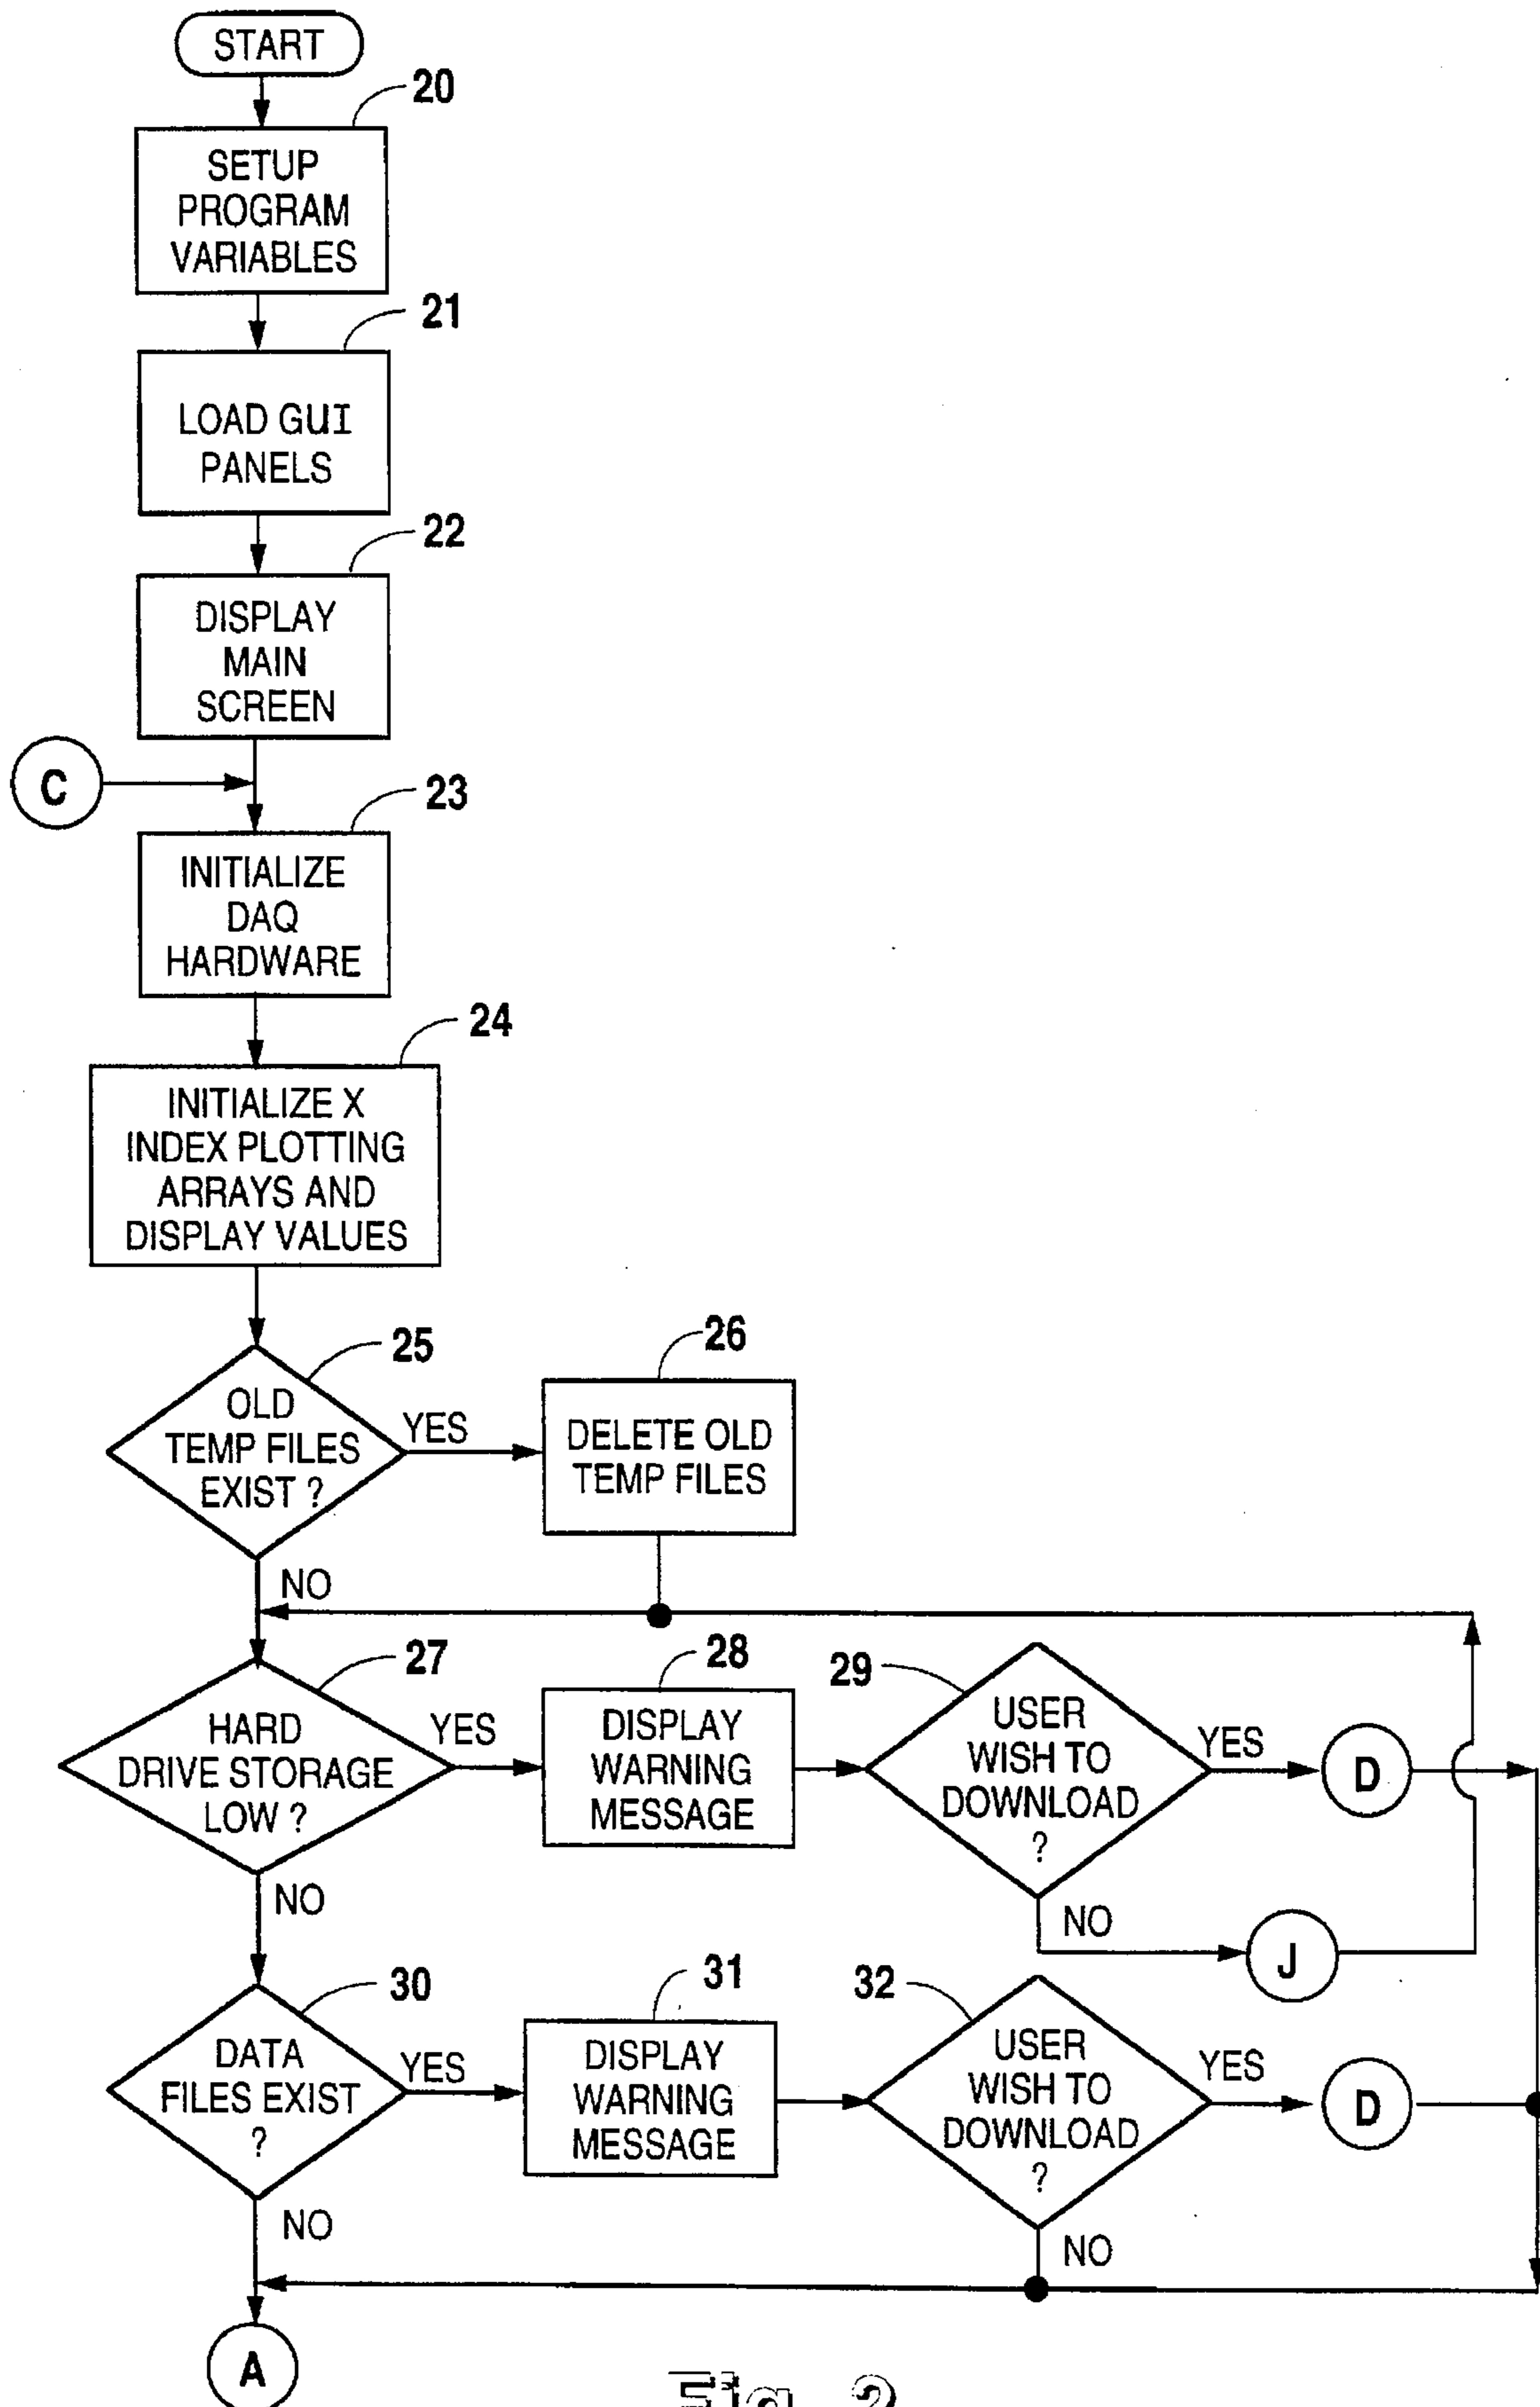 START
20
SETUP
PROGRAM
VARIABLES
21
LOAD GUI
PANELS
22
DISPLAY
MAIN
SCREEN
C
23
INITIALIZE
DAQ
HARDWARE
24
INITIALIZE X
INDEX PLOTTING
ARRAYS AND
DISPLAY VALUES
25
OLD
TEMP FILES
EXIST ?
YES
26
DELETE OLD
TEMP FILES
NO
27
HARD
DRIVE STORAGE
LOW ?
YES
28
DISPLAY
WARNING
MESSAGE
29
USER
WISH TO
DOWNLOAD
?
YES
D
NO
J
NO
30
DATA
FILES EXIST
?
YES
31
DISPLAY
WARNING
MESSAGE
32
USER
WISH TO
DOWNLOAD
?
YES
D
NO
NO
A
Fig. 2